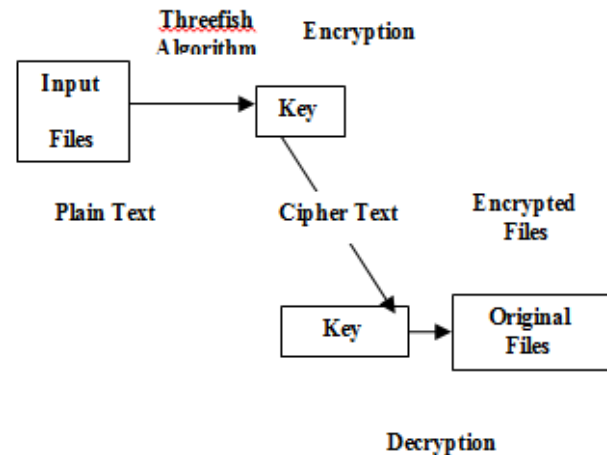 Threefish
Algorithm
Encryption
Input
Files
Key
Plain Text
Cipher Text
Encrypted
Files
Key
Original
Files
Decryption